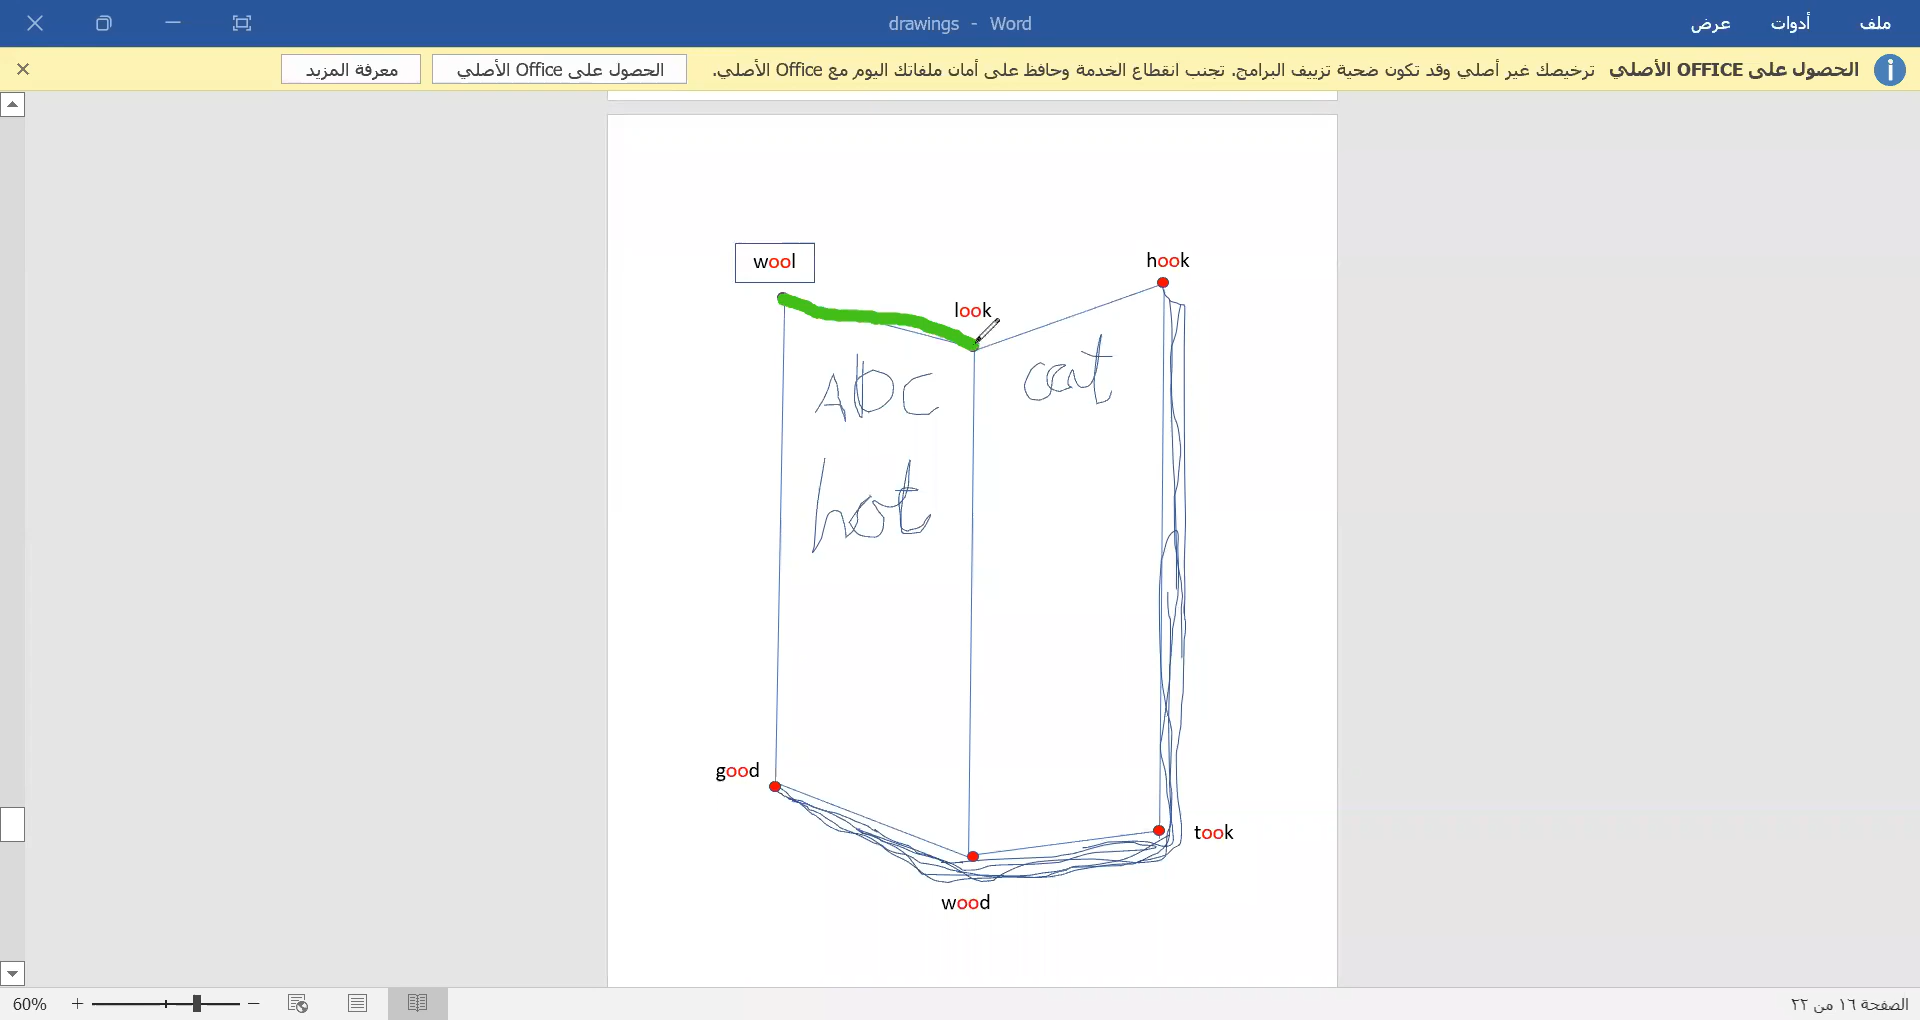 drawings - Word
ملف
أدوات
عرض
الحصول على OFFICE الأصلي ترخيصك غير أصلي وقد تكون ضحية تزييف البرامج. تجنب انقطاع الخدمة وحافظ على أمان ملفاتك اليوم مع Office الأصلي.
الحصول على Office الأصلي
معرفة المزيد
wool
hook
look
Abc
cat
hot
good
took
wood
60%
الصفحة ١٦ من ٢٢